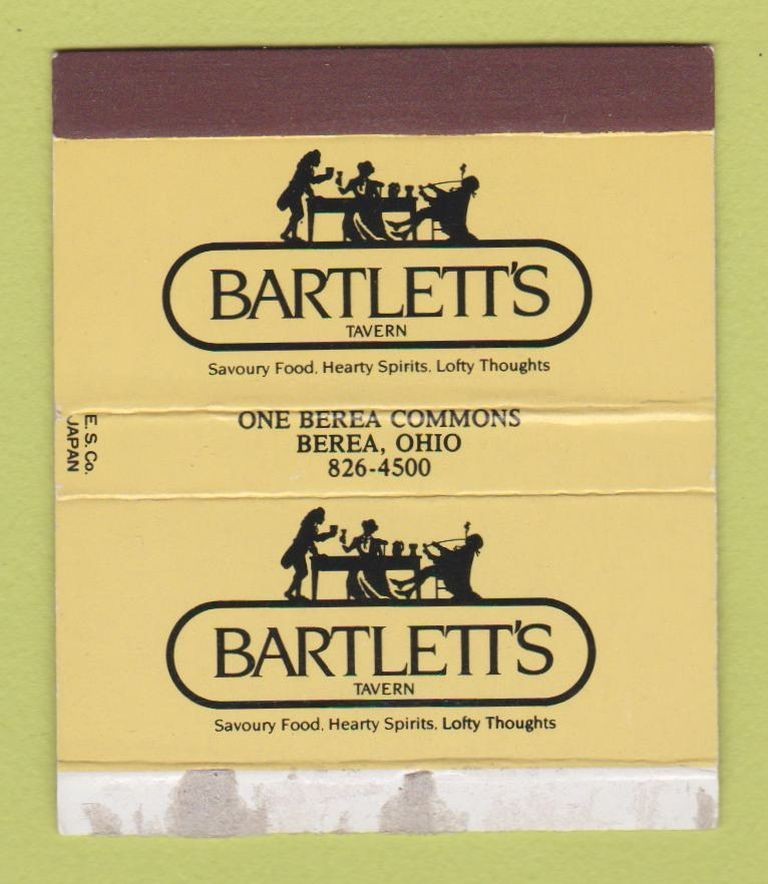 BARTLETT'S
TAVERN
Savoury Food. Hearty Spirits. Lofty Thoughts
ONE BEREA COMMONS
BEREA, OHIO
826-4500
E. S. Co.
JAPAN
BARTLETT'S
TAVERN
Savoury Food. Hearty Spirits. Lofty Thoughts